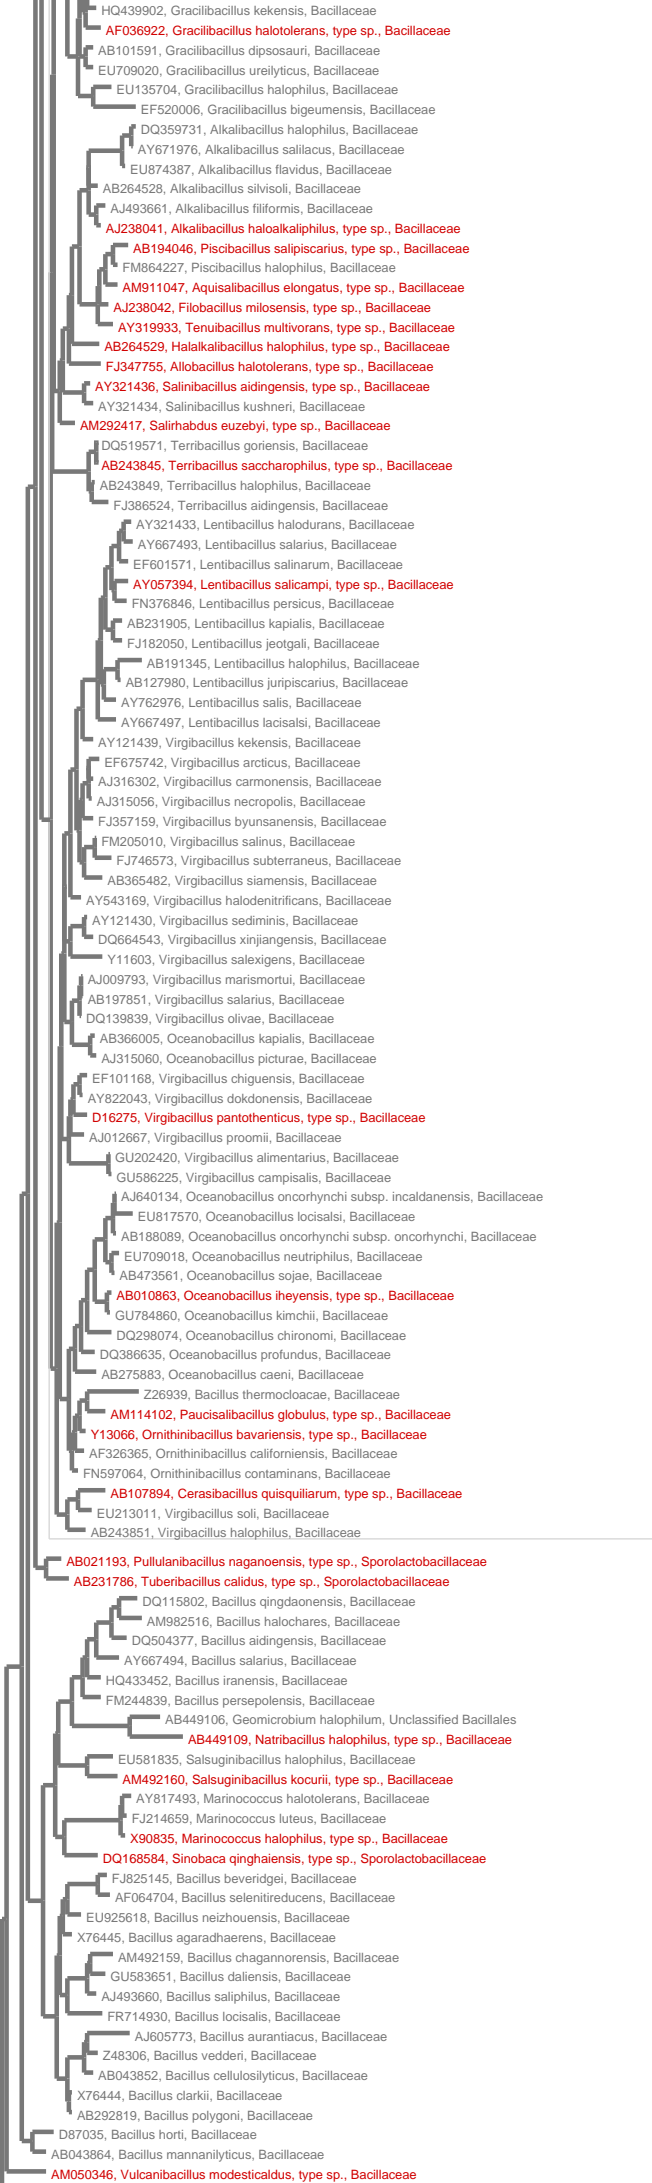 HQ439902, Gracilibacillus kekensis, Bacillaceae
AF036922, Gracilibacillus halotolerans, type sp., Bacillaceae
AB101591, Gracilibacillus dipsosauri, Bacillaceae
EU709020, Gracilibacillus ureilyticus, Bacillaceae
EU135704, Gracilibacillus halophilus, Bacillaceae
EF520006, Gracilibacillus bigeumensis, Bacillaceae
DQ359731, Alkalibacillus halophilus, Bacillaceae
AY671976, Alkalibacillus salilacus, Bacillaceae
EU874387, Alkalibacillus flavidus, Bacillaceae
AB264528, Alkalibacillus silvisoli, Bacillaceae
AJ493661, Alkalibacillus filiformis, Bacillaceae
AJ238041, Alkalibacillus haloalkaliphilus, type sp., Bacillaceae
AB194046, Piscibacillus salipiscarius, type sp., Bacillaceae
FM864227, Piscibacillus halophilus, Bacillaceae
AM911047, Aquisalibacillus elongatus, type sp., Bacillaceae
AJ238042, Filobacillus milosensis, type sp., Bacillaceae
AY319933, Tenuibacillus multivorans, type sp., Bacillaceae
AB264529, Halalkalibacillus halophilus, type sp., Bacillaceae
FJ347755, Allobacillus halotolerans, type sp., Bacillaceae
AY321436, Salinibacillus aidingensis, type sp., Bacillaceae
AY321434, Salinibacillus kushneri, Bacillaceae
AM292417, Salirhabdus euzebyi, type sp., Bacillaceae
DQ519571, Terribacillus goriensis, Bacillaceae
AB243845, Terribacillus saccharophilus, type sp., Bacillaceae
AB243849, Terribacillus halophilus, Bacillaceae
FJ386524, Terribacillus aidingensis, Bacillaceae
AY321433, Lentibacillus halodurans, Bacillaceae
AY667493, Lentibacillus salarius, Bacillaceae
EF601571, Lentibacillus salinarum, Bacillaceae
AY057394, Lentibacillus salicampi, type sp., Bacillaceae
FN376846, Lentibacillus persicus, Bacillaceae
AB231905, Lentibacillus kapialis, Bacillaceae
FJ182050, Lentibacillus jeotgali, Bacillaceae
AB191345, Lentibacillus halophilus, Bacillaceae
AB127980, Lentibacillus juripiscarius, Bacillaceae
AY762976, Lentibacillus salis, Bacillaceae
AY667497, Lentibacillus lacisalsi, Bacillaceae
AY121439, Virgibacillus kekensis, Bacillaceae
EF675742, Virgibacillus arcticus, Bacillaceae
AJ316302, Virgibacillus carmonensis, Bacillaceae
AJ315056, Virgibacillus necropolis, Bacillaceae
FJ357159, Virgibacillus byunsanensis, Bacillaceae
FM205010, Virgibacillus salinus, Bacillaceae
FJ746573, Virgibacillus subterraneus, Bacillaceae
AB365482, Virgibacillus siamensis, Bacillaceae
AY543169, Virgibacillus halodenitrificans, Bacillaceae
AY121430, Virgibacillus sediminis, Bacillaceae
DQ664543, Virgibacillus xinjiangensis, Bacillaceae
Y11603, Virgibacillus salexigens, Bacillaceae
AJ009793, Virgibacillus marismortui, Bacillaceae
AB197851, Virgibacillus salarius, Bacillaceae
DQ139839, Virgibacillus olivae, Bacillaceae
AB366005, Oceanobacillus kapialis, Bacillaceae
AJ315060, Oceanobacillus picturae, Bacillaceae
EF101168, Virgibacillus chiguensis, Bacillaceae
AY822043, Virgibacillus dokdonensis, Bacillaceae
D16275, Virgibacillus pantothenticus, type sp., Bacillaceae
AJ012667, Virgibacillus proomii, Bacillaceae
GU202420, Virgibacillus alimentarius, Bacillaceae
GU586225, Virgibacillus campisalis, Bacillaceae
AJ640134, Oceanobacillus oncorhynchi subsp. incaldanensis, Bacillaceae
EU817570, Oceanobacillus locisalsi, Bacillaceae
AB188089, Oceanobacillus oncorhynchi subsp. oncorhynchi, Bacillaceae
EU709018, Oceanobacillus neutriphilus, Bacillaceae
AB473561, Oceanobacillus sojae, Bacillaceae
AB010863, Oceanobacillus iheyensis, type sp., Bacillaceae
GU784860, Oceanobacillus kimchii, Bacillaceae
DQ298074, Oceanobacillus chironomi, Bacillaceae
DQ386635, Oceanobacillus profundus, Bacillaceae
AB275883, Oceanobacillus caeni, Bacillaceae
Z26939, Bacillus thermocloacae, Bacillaceae
AM114102, Paucisalibacillus globulus, type sp., Bacillaceae
Y13066, Ornithinibacillus bavariensis, type sp., Bacillaceae
AF326365, Ornithinibacillus californiensis, Bacillaceae
FN597064, Ornithinibacillus contaminans, Bacillaceae
AB107894, Cerasibacillus quisquiliarum, type sp., Bacillaceae
EU213011, Virgibacillus soli, Bacillaceae
AB243851, Virgibacillus halophilus, Bacillaceae
AB021193, Pullulanibacillus naganoensis, type sp., Sporolactobacillaceae
AB231786, Tuberibacillus calidus, type sp., Sporolactobacillaceae
DQ115802, Bacillus qingdaonensis, Bacillaceae
AM982516, Bacillus halochares, Bacillaceae
DQ504377, Bacillus aidingensis, Bacillaceae
AY667494, Bacillus salarius, Bacillaceae
HQ433452, Bacillus iranensis, Bacillaceae
FM244839, Bacillus persepolensis, Bacillaceae
AB449106, Geomicrobium halophilum, Unclassified Bacillales
AB449109, Natribacillus halophilus, type sp., Bacillaceae
EU581835, Salsuginibacillus halophilus, Bacillaceae
AM492160, Salsuginibacillus kocurii, type sp., Bacillaceae
AY817493, Marinococcus halotolerans, Bacillaceae
FJ214659, Marinococcus luteus, Bacillaceae
X90835, Marinococcus halophilus, type sp., Bacillaceae
DQ168584, Sinobaca qinghaiensis, type sp., Sporolactobacillaceae
FJ825145, Bacillus beveridgei, Bacillaceae
AF064704, Bacillus selenitireducens, Bacillaceae
EU925618, Bacillus neizhouensis, Bacillaceae
X76445, Bacillus agaradhaerens, Bacillaceae
AM492159, Bacillus chagannorensis, Bacillaceae
GU583651, Bacillus daliensis, Bacillaceae
AJ493660, Bacillus saliphilus, Bacillaceae
FR714930, Bacillus locisalis, Bacillaceae
AJ605773, Bacillus aurantiacus, Bacillaceae
Z48306, Bacillus vedderi, Bacillaceae
AB043852, Bacillus cellulosilyticus, Bacillaceae
X76444, Bacillus clarkii, Bacillaceae
AB292819, Bacillus polygoni, Bacillaceae
D87035, Bacillus horti, Bacillaceae
AB043864, Bacillus mannanilyticus, Bacillaceae
AM050346, Vulcanibacillus modesticaldus, type sp., Bacillaceae